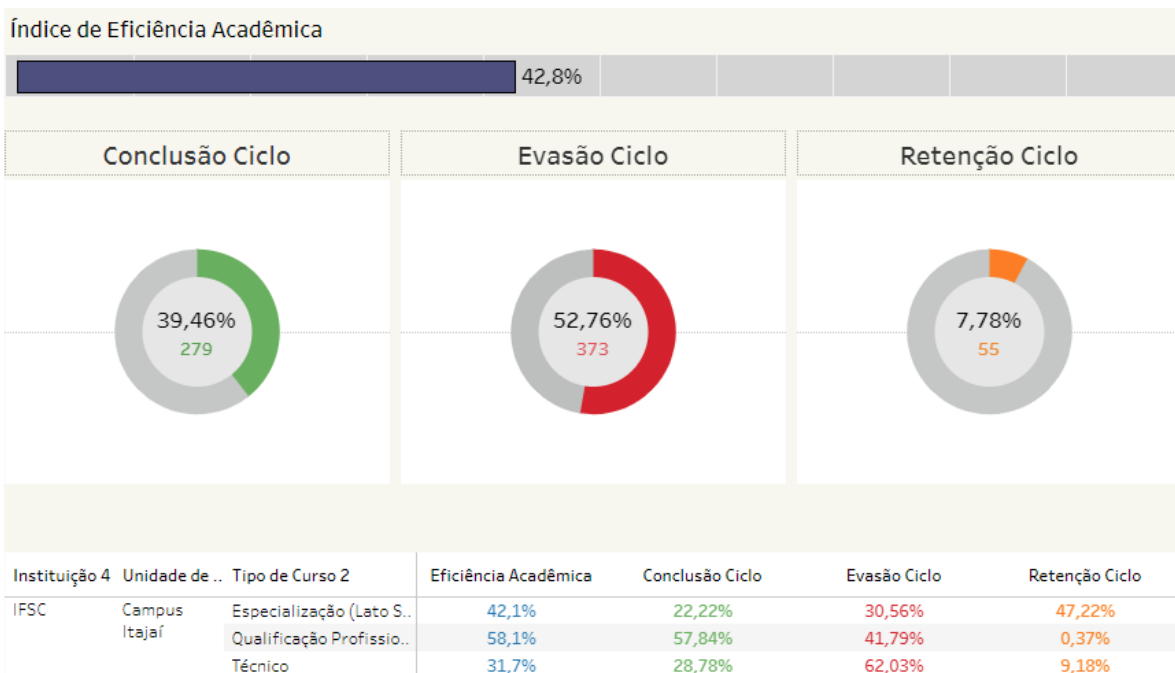 Índice de Eficiência Acadêmica
42,8%
Conclusão Ciclo Evasão Ciclo Retenção Ciclo
39,46% 52,76% 7,78%
279 373 55
Instituição 4 Unidade de .. Tipo de Curso 2 Eficiência Acadêmica Conclusão Ciclo Evasão Ciclo Retenção Ciclo
IFSC Campus Itajaí Especialização (Lato S.. 42,1% 22,22% 30,56% 47,22%
Qualificação Profissio.. 58,1% 57,84% 41,79% 0,37%
Técnico 31,7% 28,78% 62,03% 9,18%